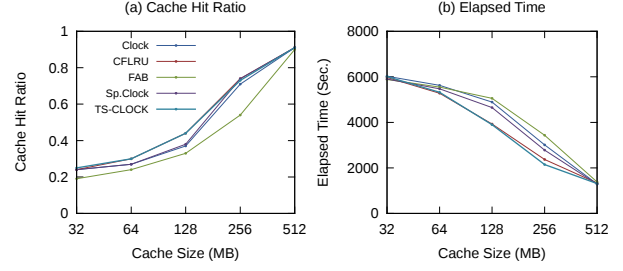 (a) Cache Hit Ratio
Cache Hit Ratio
1
0.8
0.6
0.4
0.2
0
Clock
CFLRU
FAB
Sp.Clock
TS-CLOCK
32 64 128 256 512
Cache Size (MB)
(b) Elapsed Time
Elapsed Time (Sec.)
8000
6000
4000
2000
0
32 64 128 256 512
Cache Size (MB)